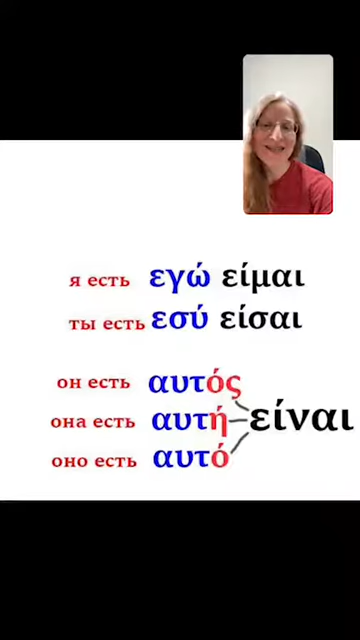 я есть εγώ είμαι
ты есть εσύ είσαι
он есть αυτός
она есть αυτή είναι
оно есть αυτό